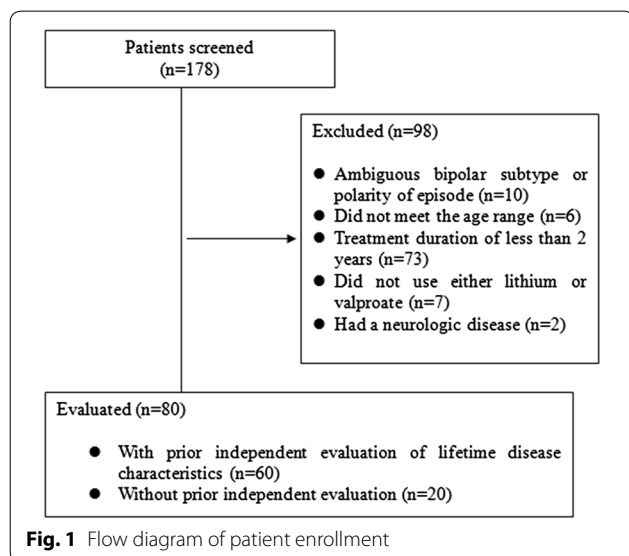 Patients screened
(n=178)
Excluded (n=98)
● Ambiguous bipolar subtype or
polarity of episode (n=10)
● Did not meet the age range (n=6)
● Treatment duration of less than 2
years (n=73)
● Did not use either lithium or
valproate (n=7)
● Had a neurologic disease (n=2)
Evaluated (n=80)
● With prior independent evaluation of lifetime disease
characteristics (n=60)
● Without prior independent evaluation (n=20)
Fig. 1 Flow diagram of patient enrollment